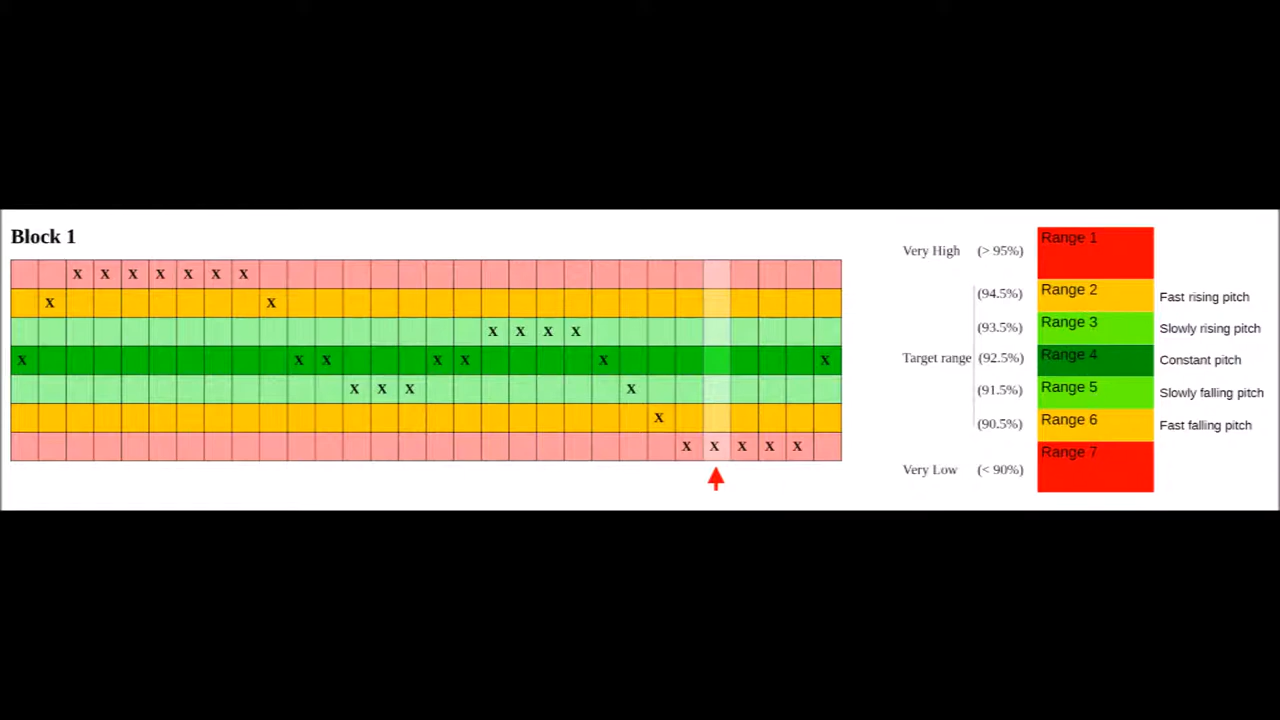 Block 1
X X X X X X X
X X
X X X X
X X X X X X X
X X X X
X
X X X X X
Very High (> 95%) Range 1
(94.5%) Range 2 Fast rising pitch
(93.5%) Range 3 Slowly rising pitch
Target range (92.5%) Range 4 Constant pitch
(91.5%) Range 5 Slowly falling pitch
(90.5%) Range 6 Fast falling pitch
Very Low (< 90%) Range 7